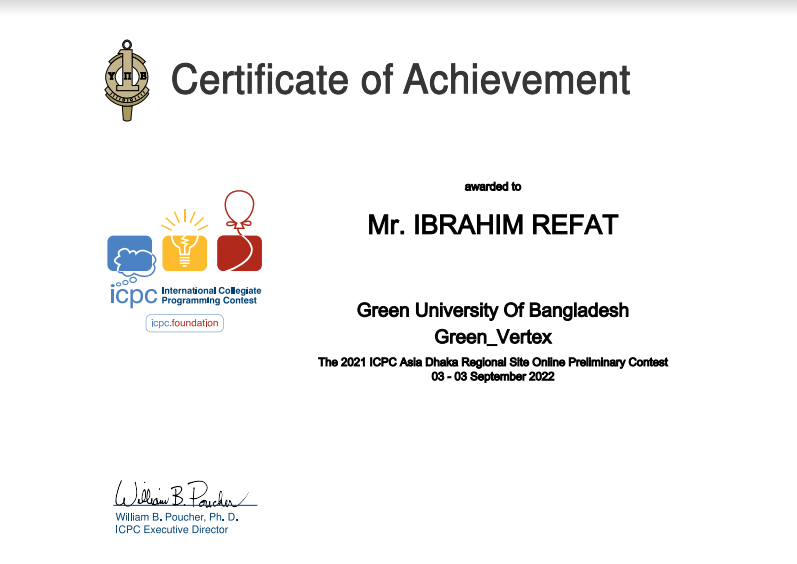 Certificate of Achievement
ΥΠΒ
awarded to
Mr. IBRAHIM REFAT
icpc International Collegiate
Programming Contest
icpc.foundation
Green University Of Bangladesh
Green_Vertex
The 2021 ICPC Asia Dhaka Regional Site Online Preliminary Contest
03 - 03 September 2022
William B. Poucher
William B. Poucher, Ph. D.
ICPC Executive Director